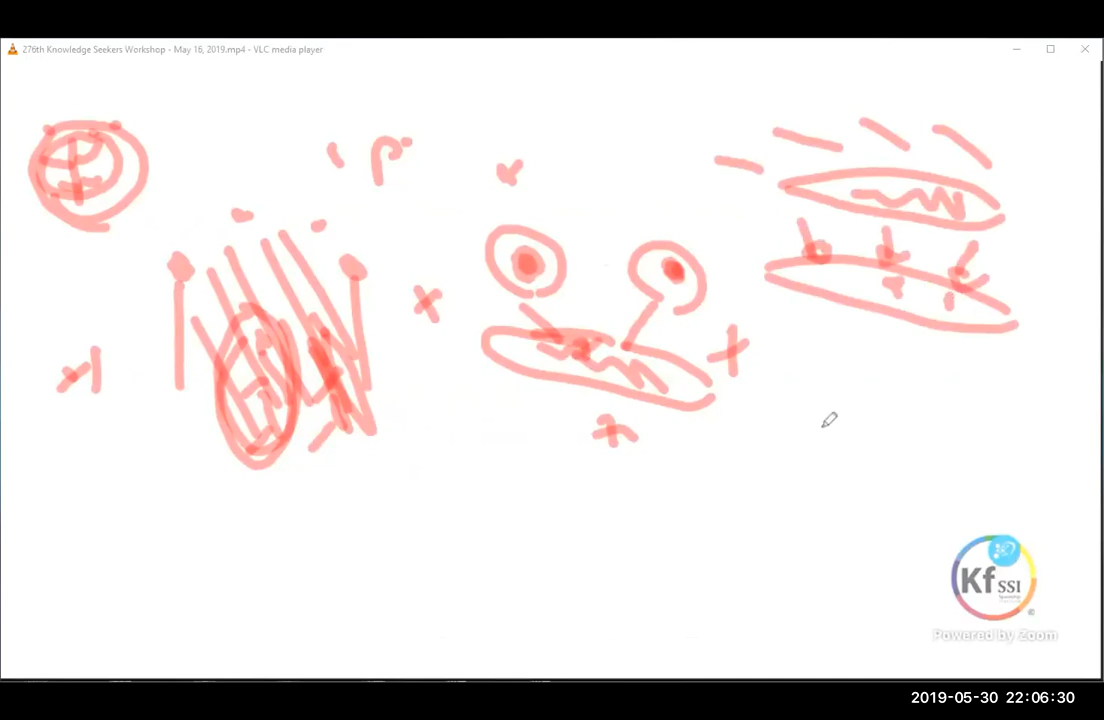 276th Knowledge Seekers Workshop - May 16, 2019.mp4 - VLC media player
Kf SSI
Powered by Zoom
2019-05-30 22:06:30